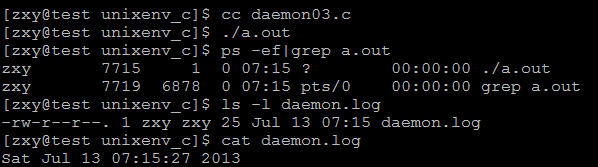 [zxy@test unixenv_c]$ cc daemon03.c
[zxy@test unixenv_c]$ ./a.out
[zxy@test unixenv_c]$ ps -ef|grep a.out
zxy       7715     1  0 07:15 ?        00:00:00 ./a.out
zxy       7719  6878  0 07:15 pts/0    00:00:00 grep a.out
[zxy@test unixenv_c]$ ls -l daemon.log
-rw-r--r--. 1 zxy zxy 25 Jul 13 07:15 daemon.log
[zxy@test unixenv_c]$ cat daemon.log
Sat Jul 13 07:15:27 2013